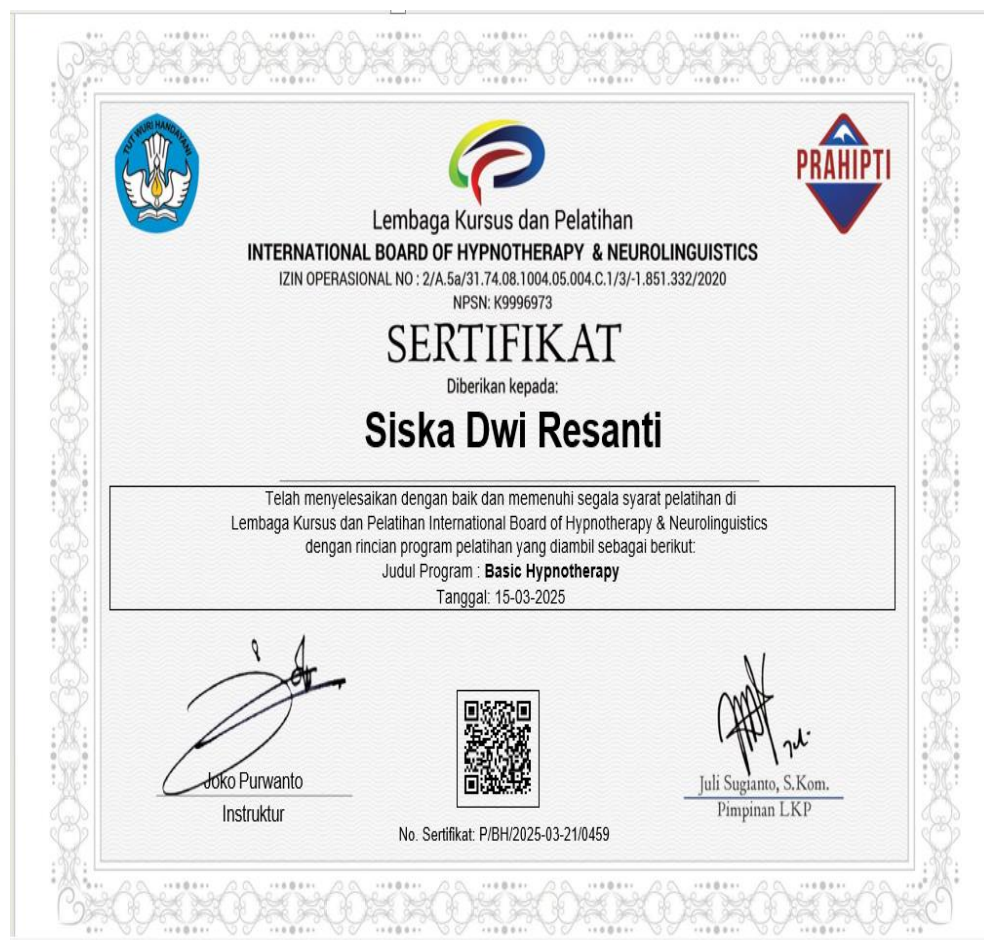 TUT WURI HANDAYANI
PRAHIPTI
Lembaga Kursus dan Pelatihan
INTERNATIONAL BOARD OF HYPNOTHERAPY & NEUROLINGUISTICS
IZIN OPERASIONAL NO : 2/A.5a/31.74.08.1004.05.004.C.1/3/-1.851.332/2020
NPSN: K9996973
SERTIFIKAT
Diberikan kepada:
Siska Dwi Resanti
Telah menyelesaikan dengan baik dan memenuhi segala syarat pelatihan di
Lembaga Kursus dan Pelatihan International Board of Hypnotherapy & Neurolinguistics
dengan rincian program pelatihan yang diambil sebagai berikut:
Judul Program : Basic Hypnotherapy
Tanggal: 15-03-2025
Joko Purwanto
Instruktur
Juli Sugianto, S.Kom.
Pimpinan LKP
No. Sertifikat: P/BH/2025-03-21/0459